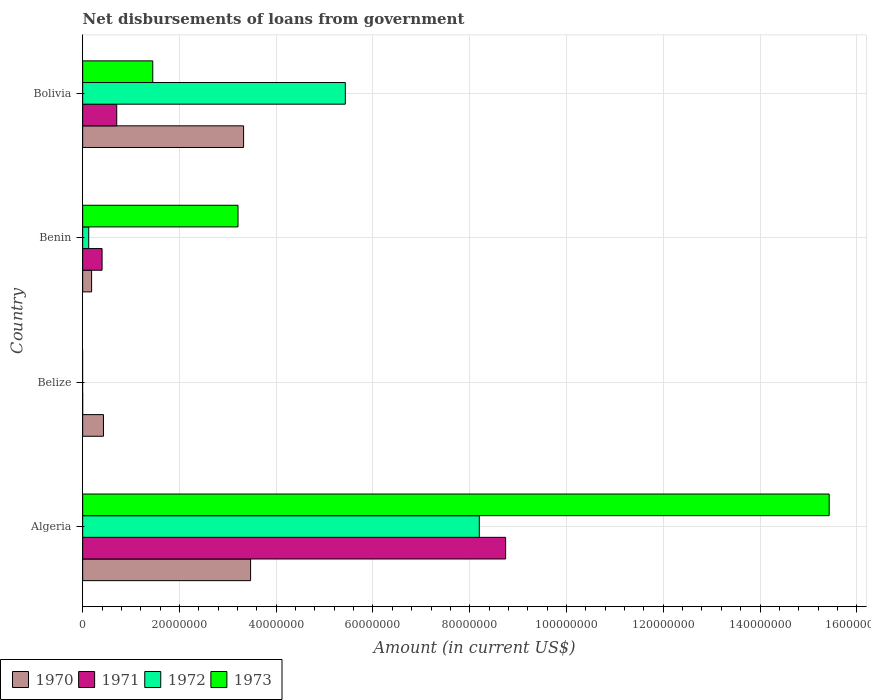 Net disbursements of loans from government
Bolivia
Benin
Belize
Algeria
Country
0
20000000
40000000
60000000
80000000
100000000
120000000
140000000
Amount (in current US$)
1970
1971
1972
1973